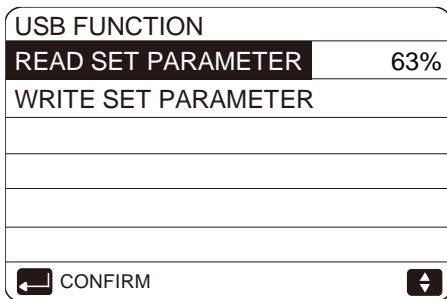 USB FUNCTION
READ SET PARAMETER 63%
WRITE SET PARAMETER
CONFIRM